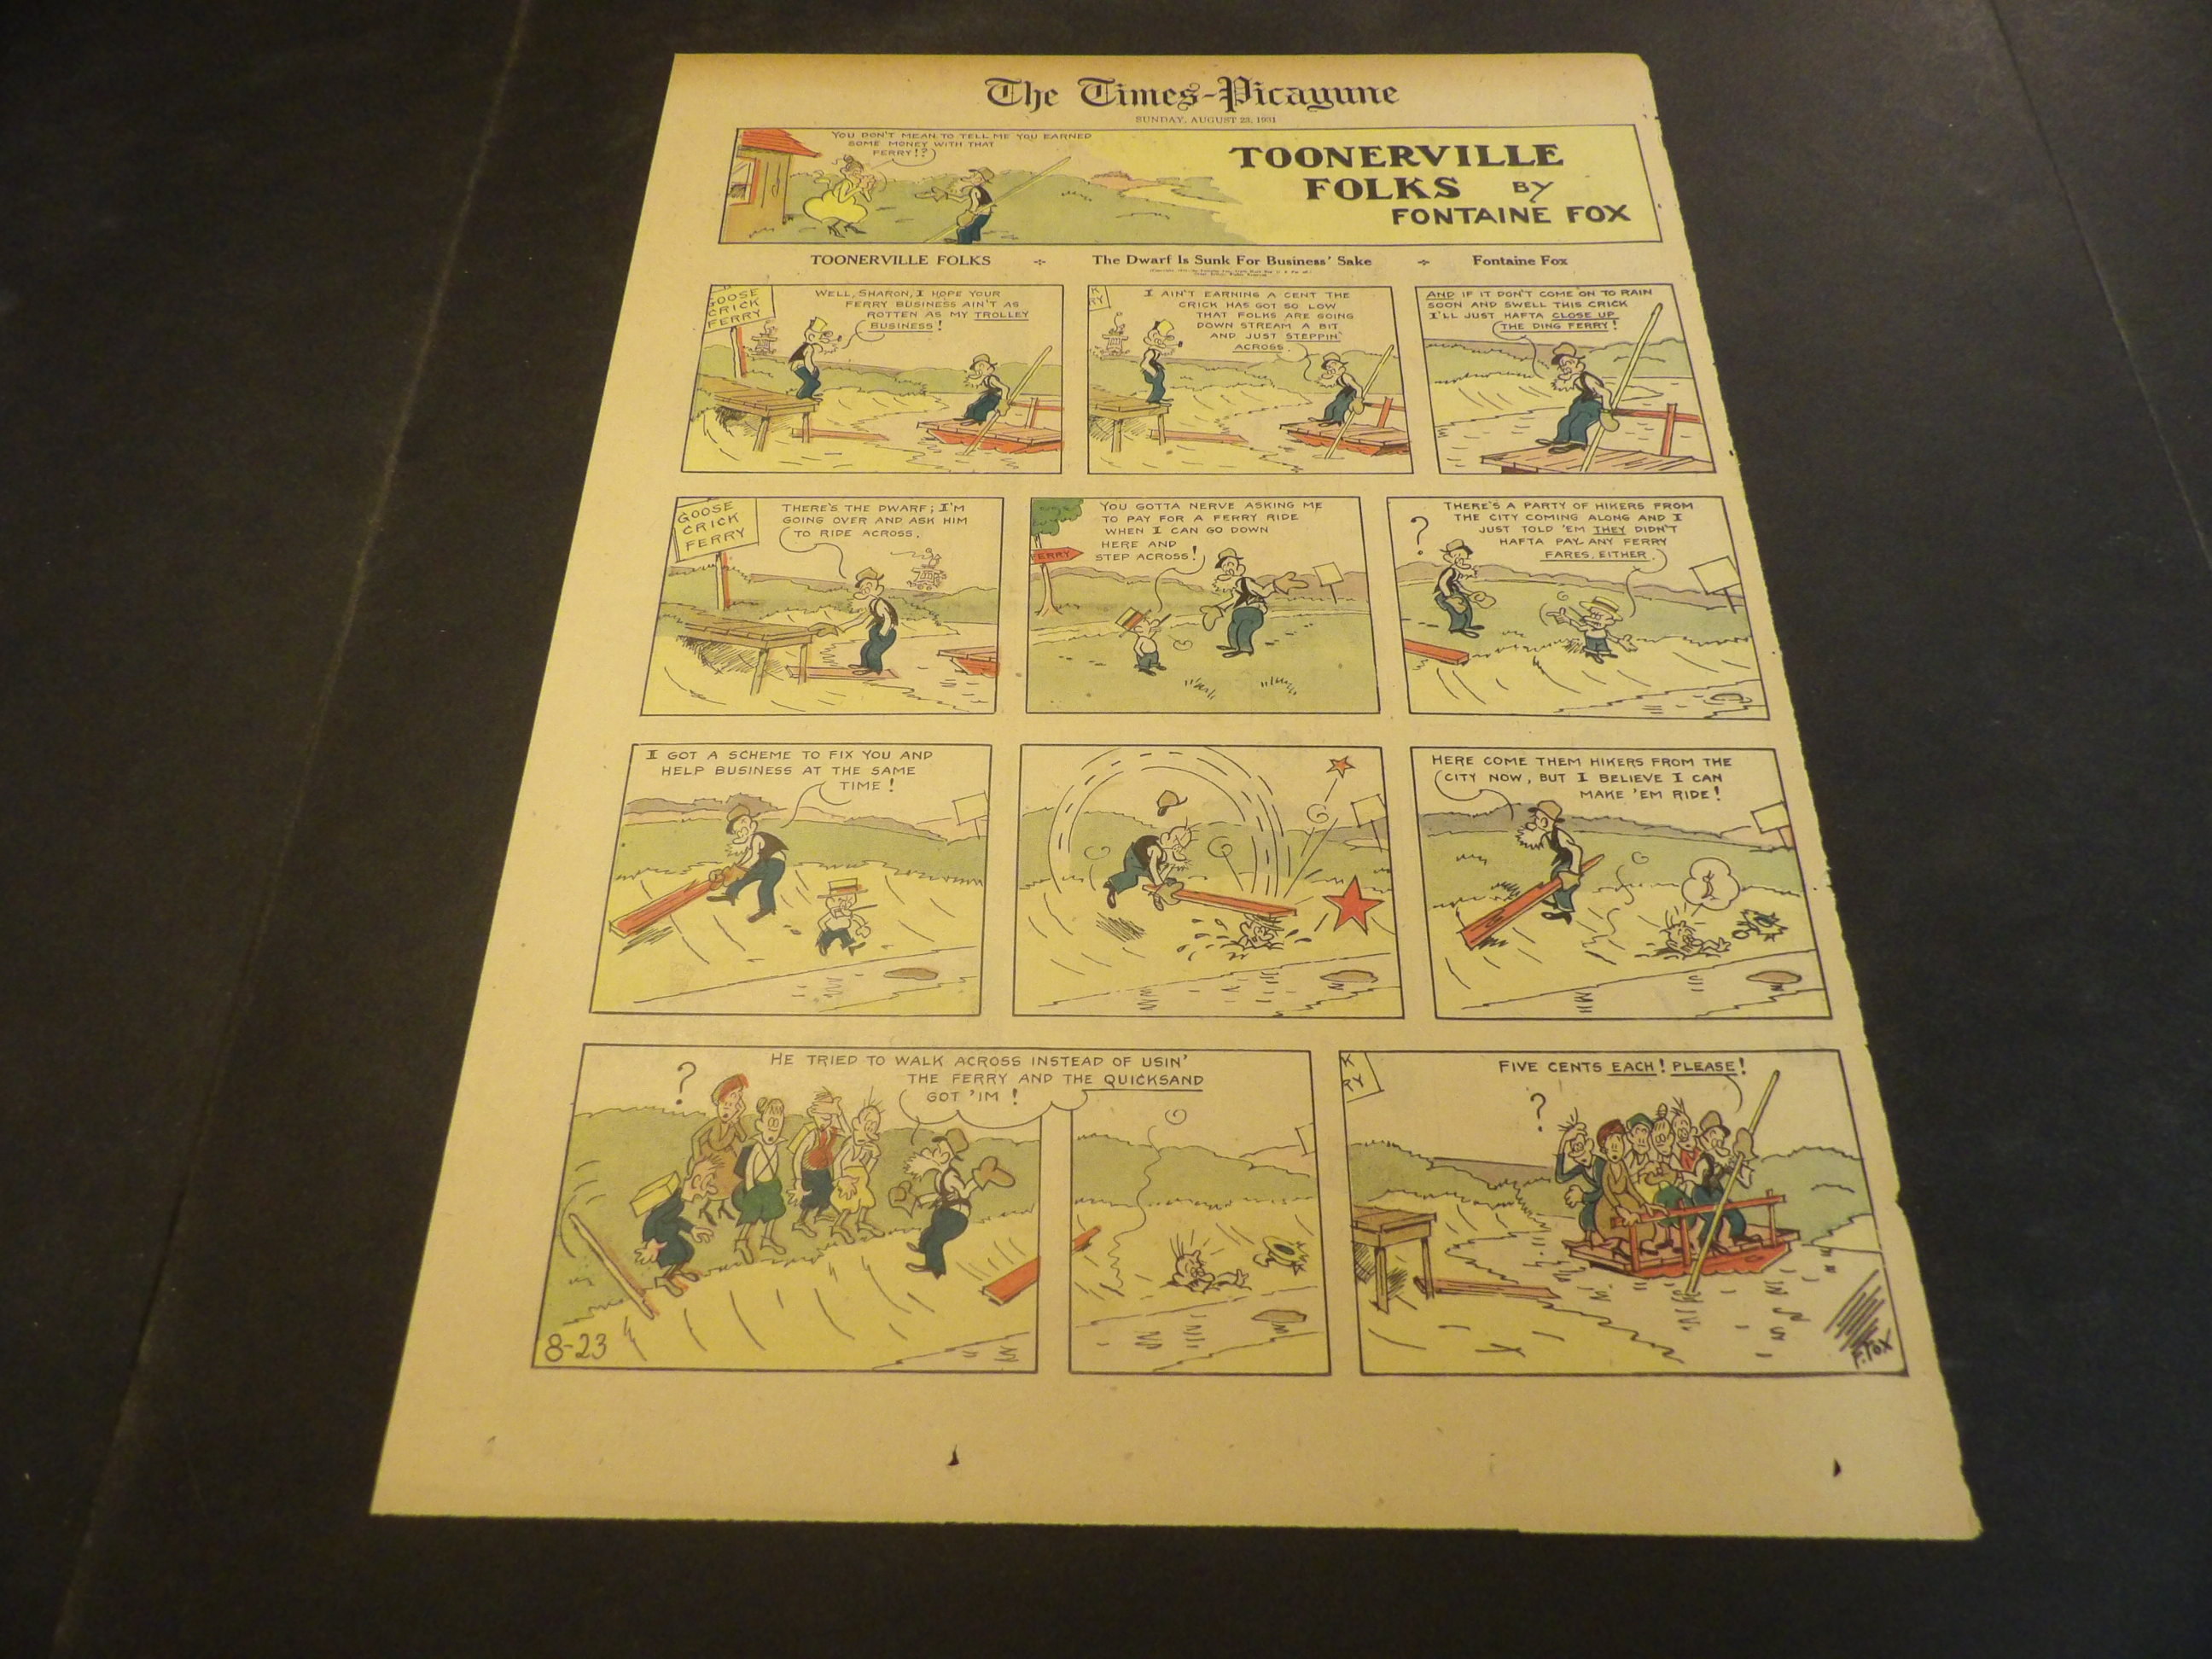 The Times-Picayune
SUNDAY, AUGUST 23, 1931
YOU DON'T MEAN TO TELL ME YOU EARNED
SOME MONEY WITH THAT
FERRY!?
TOONERVILLE
FOLKS BY
FONTAINE FOX
TOONERVILLE FOLKS
The Dwarf Is Sunk For Business' Sake
Fontaine Fox
GOOSE
CRICK
FERRY
WELL, SHARON, I HOPE YOUR
FERRY BUSINESS AIN'T AS
ROTTEN AS MY TROLLEY
BUSINESS!
K
RY
I AIN'T EARNING A CENT THE
CRICK HAS GOT SO LOW
THAT FOLKS ARE GOING
DOWN STREAM A BIT
AND JUST STEPPIN'
ACROSS
AND IF IT DON'T COME ON TO RAIN
SOON AND SWELL THIS CRICK
I'LL JUST HAFTA CLOSE UP
THE DING FERRY!
GOOSE
CRICK
FERRY
THERE'S THE DWARF; I'M
GOING OVER AND ASK HIM
TO RIDE ACROSS.
FERRY
YOU GOTTA NERVE ASKING ME
TO PAY FOR A FERRY RIDE
WHEN I CAN GO DOWN
HERE AND
STEP ACROSS!
?
THERE'S A PARTY OF HIKERS FROM
THE CITY COMING ALONG AND I
JUST TOLD 'EM THEY DIDN'T
HAFTA PAY ANY FERRY
FARES, EITHER.
I GOT A SCHEME TO FIX YOU AND
HELP BUSINESS AT THE SAME
TIME!
HERE COME THEM HIKERS FROM THE
CITY NOW, BUT I BELIEVE I CAN
MAKE 'EM RIDE!
?
HE TRIED TO WALK ACROSS INSTEAD OF USIN'
THE FERRY AND THE QUICKSAND
GOT 'IM!
8-23
K
RY
FIVE CENTS EACH! PLEASE!
?
F. FOX